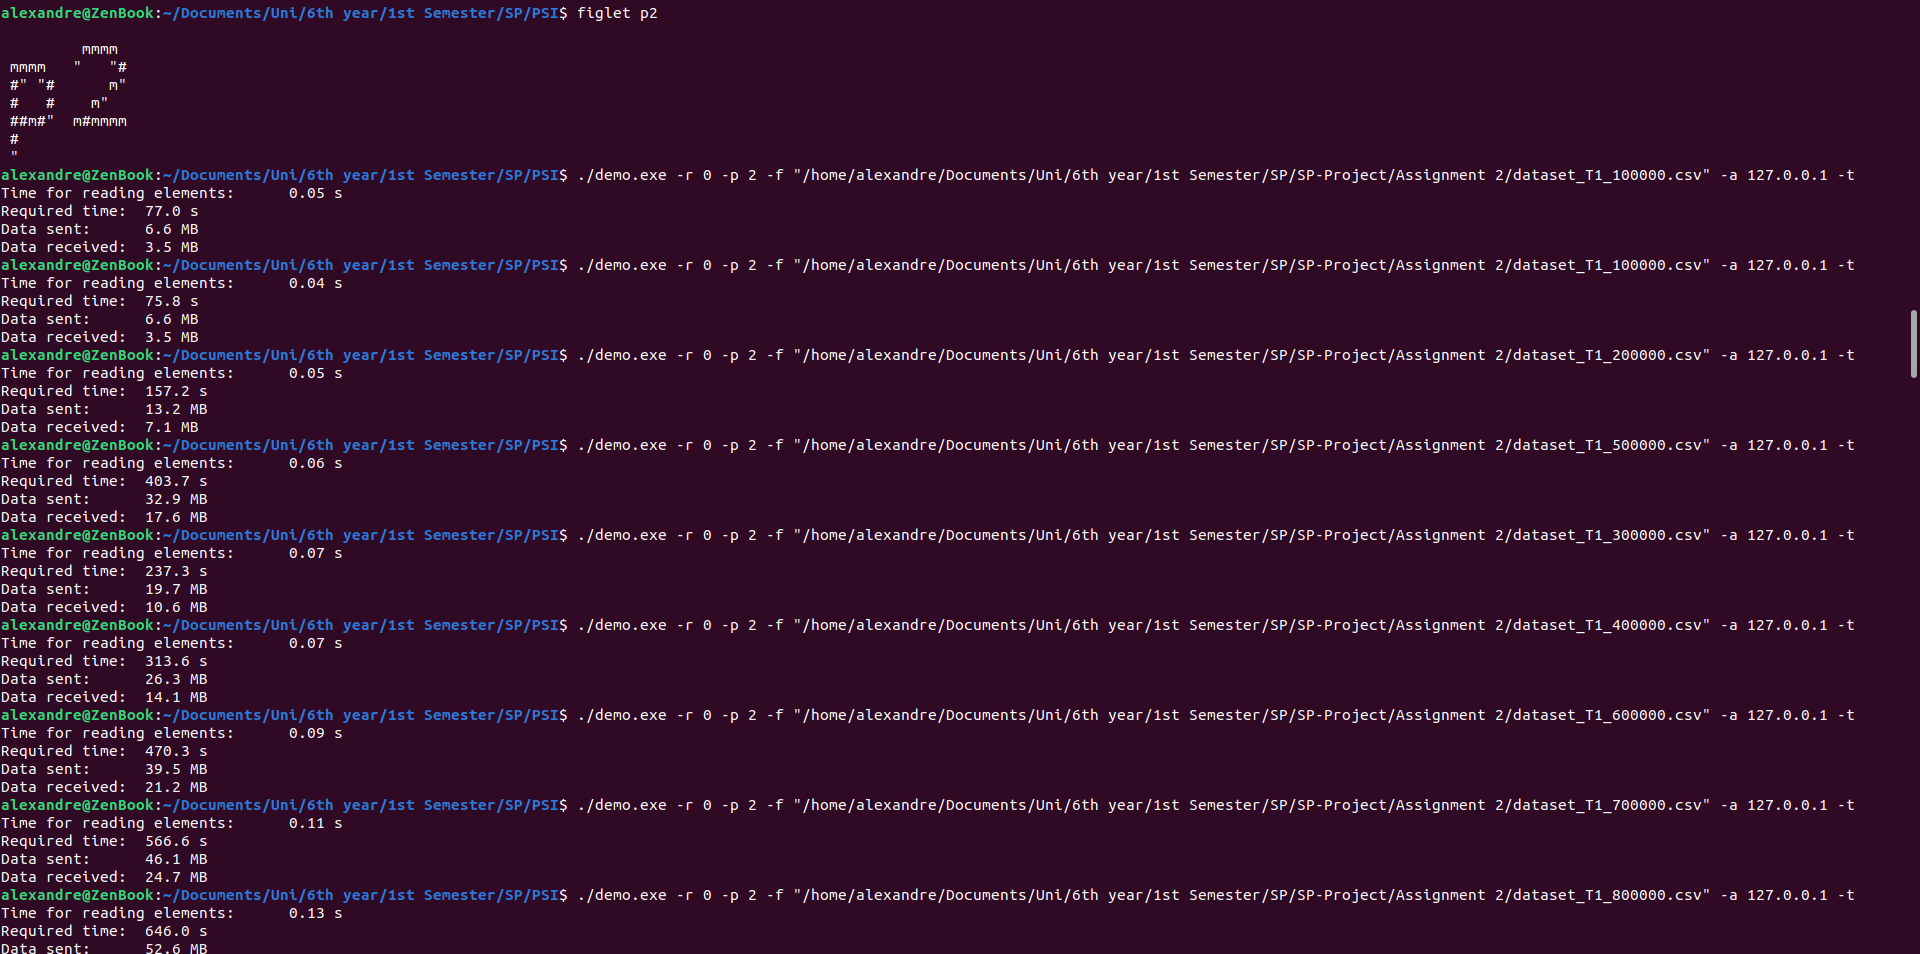 alexandre@ZenBook:~/Documents/Uni/6th year/1st Semester/SP/PSI$ figlet p2
         mmmm
 mmmm   "   "#
 #" "#      m"
 #   #    m"
 ##m#"  m#mmmm
 #
 "
alexandre@ZenBook:~/Documents/Uni/6th year/1st Semester/SP/PSI$ ./demo.exe -r 0 -p 2 -f "/home/alexandre/Documents/Uni/6th year/1st Semester/SP/SP-Project/Assignment 2/dataset_T1_100000.csv" -a 127.0.0.1 -t
Time for reading elements:      0.05 s
Required time:  77.0 s
Data sent:      6.6 MB
Data received:  3.5 MB
alexandre@ZenBook:~/Documents/Uni/6th year/1st Semester/SP/PSI$ ./demo.exe -r 0 -p 2 -f "/home/alexandre/Documents/Uni/6th year/1st Semester/SP/SP-Project/Assignment 2/dataset_T1_100000.csv" -a 127.0.0.1 -t
Time for reading elements:      0.04 s
Required time:  75.8 s
Data sent:      6.6 MB
Data received:  3.5 MB
alexandre@ZenBook:~/Documents/Uni/6th year/1st Semester/SP/PSI$ ./demo.exe -r 0 -p 2 -f "/home/alexandre/Documents/Uni/6th year/1st Semester/SP/SP-Project/Assignment 2/dataset_T1_200000.csv" -a 127.0.0.1 -t
Time for reading elements:      0.05 s
Required time:  157.2 s
Data sent:      13.2 MB
Data received:  7.1 MB
alexandre@ZenBook:~/Documents/Uni/6th year/1st Semester/SP/PSI$ ./demo.exe -r 0 -p 2 -f "/home/alexandre/Documents/Uni/6th year/1st Semester/SP/SP-Project/Assignment 2/dataset_T1_500000.csv" -a 127.0.0.1 -t
Time for reading elements:      0.06 s
Required time:  403.7 s
Data sent:      32.9 MB
Data received:  17.6 MB
alexandre@ZenBook:~/Documents/Uni/6th year/1st Semester/SP/PSI$ ./demo.exe -r 0 -p 2 -f "/home/alexandre/Documents/Uni/6th year/1st Semester/SP/SP-Project/Assignment 2/dataset_T1_300000.csv" -a 127.0.0.1 -t
Time for reading elements:      0.07 s
Required time:  237.3 s
Data sent:      19.7 MB
Data received:  10.6 MB
alexandre@ZenBook:~/Documents/Uni/6th year/1st Semester/SP/PSI$ ./demo.exe -r 0 -p 2 -f "/home/alexandre/Documents/Uni/6th year/1st Semester/SP/SP-Project/Assignment 2/dataset_T1_400000.csv" -a 127.0.0.1 -t
Time for reading elements:      0.07 s
Required time:  313.6 s
Data sent:      26.3 MB
Data received:  14.1 MB
alexandre@ZenBook:~/Documents/Uni/6th year/1st Semester/SP/PSI$ ./demo.exe -r 0 -p 2 -f "/home/alexandre/Documents/Uni/6th year/1st Semester/SP/SP-Project/Assignment 2/dataset_T1_600000.csv" -a 127.0.0.1 -t
Time for reading elements:      0.09 s
Required time:  470.3 s
Data sent:      39.5 MB
Data received:  21.2 MB
alexandre@ZenBook:~/Documents/Uni/6th year/1st Semester/SP/PSI$ ./demo.exe -r 0 -p 2 -f "/home/alexandre/Documents/Uni/6th year/1st Semester/SP/SP-Project/Assignment 2/dataset_T1_700000.csv" -a 127.0.0.1 -t
Time for reading elements:      0.11 s
Required time:  566.6 s
Data sent:      46.1 MB
Data received:  24.7 MB
alexandre@ZenBook:~/Documents/Uni/6th year/1st Semester/SP/PSI$ ./demo.exe -r 0 -p 2 -f "/home/alexandre/Documents/Uni/6th year/1st Semester/SP/SP-Project/Assignment 2/dataset_T1_800000.csv" -a 127.0.0.1 -t
Time for reading elements:      0.13 s
Required time:  646.0 s
Data sent:      52.6 MB